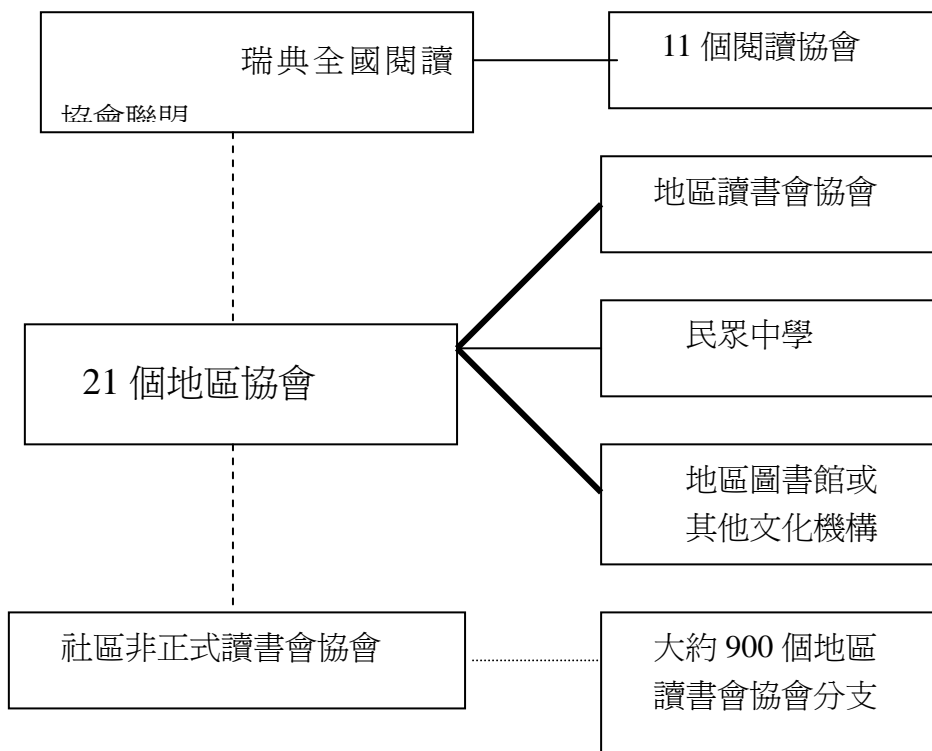 瑞典全國閱讀
協會聯盟
11 個閱讀協會
地區讀書會協會
21 個地區協會
民眾中學
地區圖書館或
其他文化機構
社區非正式讀書會協會
大約 900 個地區
讀書會協會分支